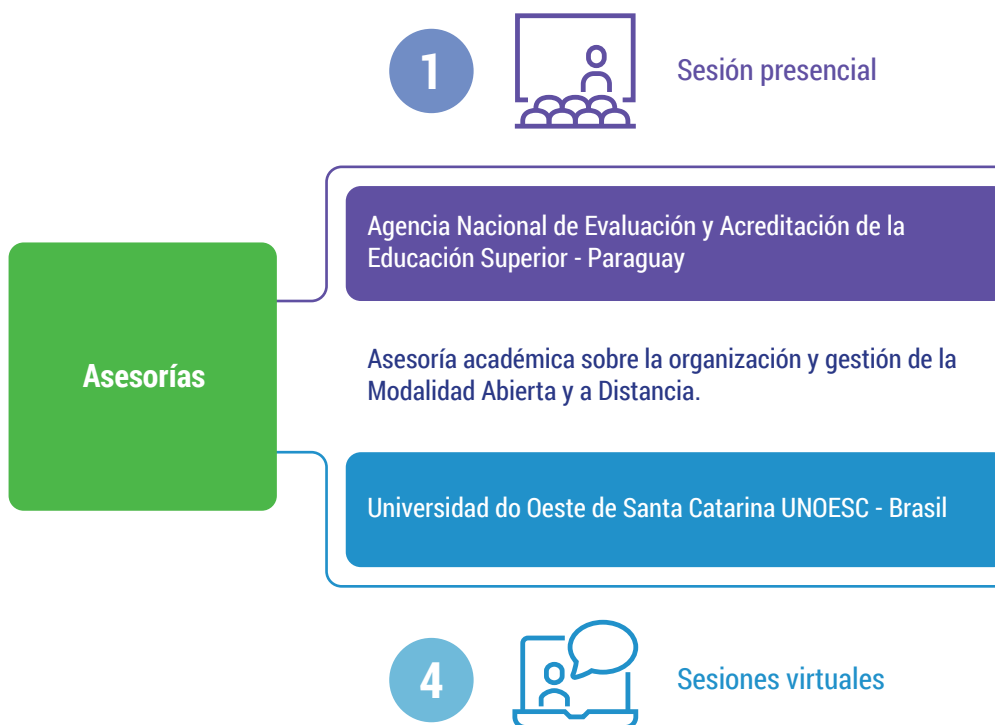 1
Sesión presencial
Agencia Nacional de Evaluación y Acreditación de la
Educación Superior - Paraguay
Asesorías
Asesoría académica sobre la organización y gestión de la
Modalidad Abierta y a Distancia.
Universidad do Oeste de Santa Catarina UNOESC - Brasil
4
Sesiones virtuales